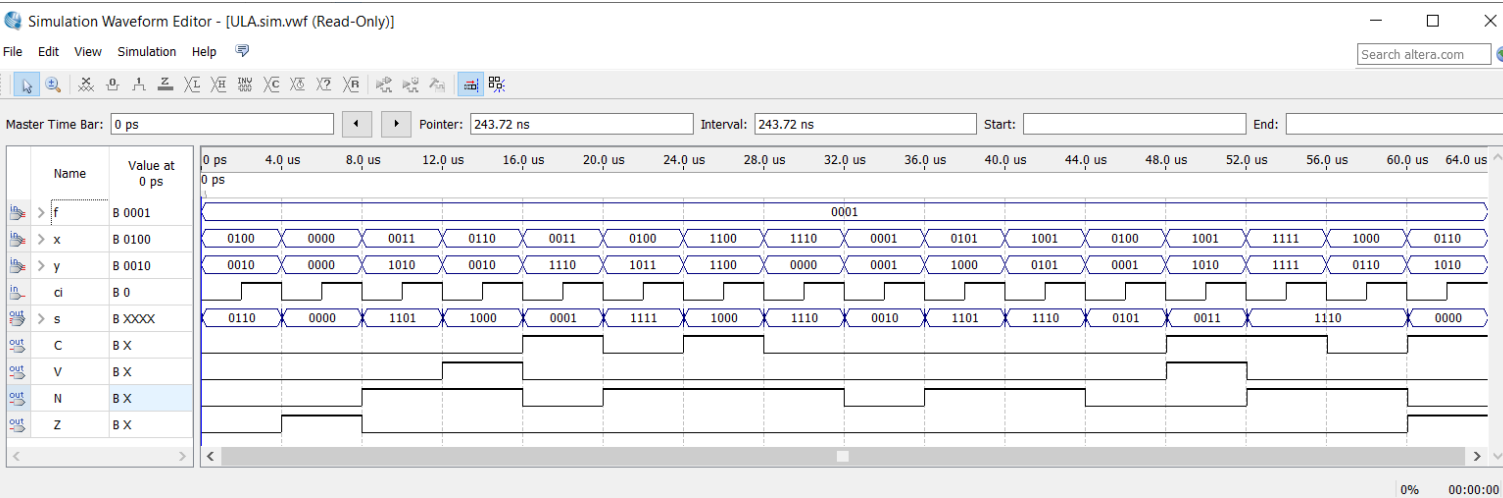 Simulation Waveform Editor - [ULA.sim.vwf (Read-Only)]
File Edit View Simulation Help
Search altera.com
Master Time Bar: 0 ps Pointer: 243.72 ns Interval: 243.72 ns Start: End:
Name Value at 0 ps 0 ps 4.0 us 8.0 us 12.0 us 16.0 us 20.0 us 24.0 us 28.0 us 32.0 us 36.0 us 40.0 us 44.0 us 48.0 us 52.0 us 56.0 us 60.0 us 64.0 us
0 ps
f B 0001 0001
x B 0100 0100 0000 0011 0110 0011 0100 1100 1110 0001 0101 1001 0100 1001 1111 1000 0110
y B 0010 0010 0000 1010 0010 1110 1011 1100 0000 0001 1000 0101 0001 1010 1111 0110 1010
ci B 0
s B XXXX 0110 0000 1101 1000 0001 1111 1000 1110 0010 1101 1110 0101 0011 1110 0000
C B X
V B X
N B X
Z B X
0% 00:00:00